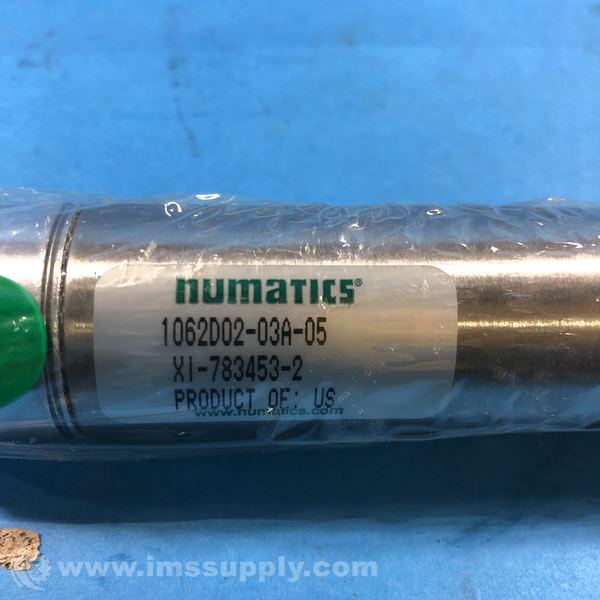 numatics®
1062D02-03A-05
XI-783453-2
PRODUCT OF: US
www.numatics.com
www.imssupply.com